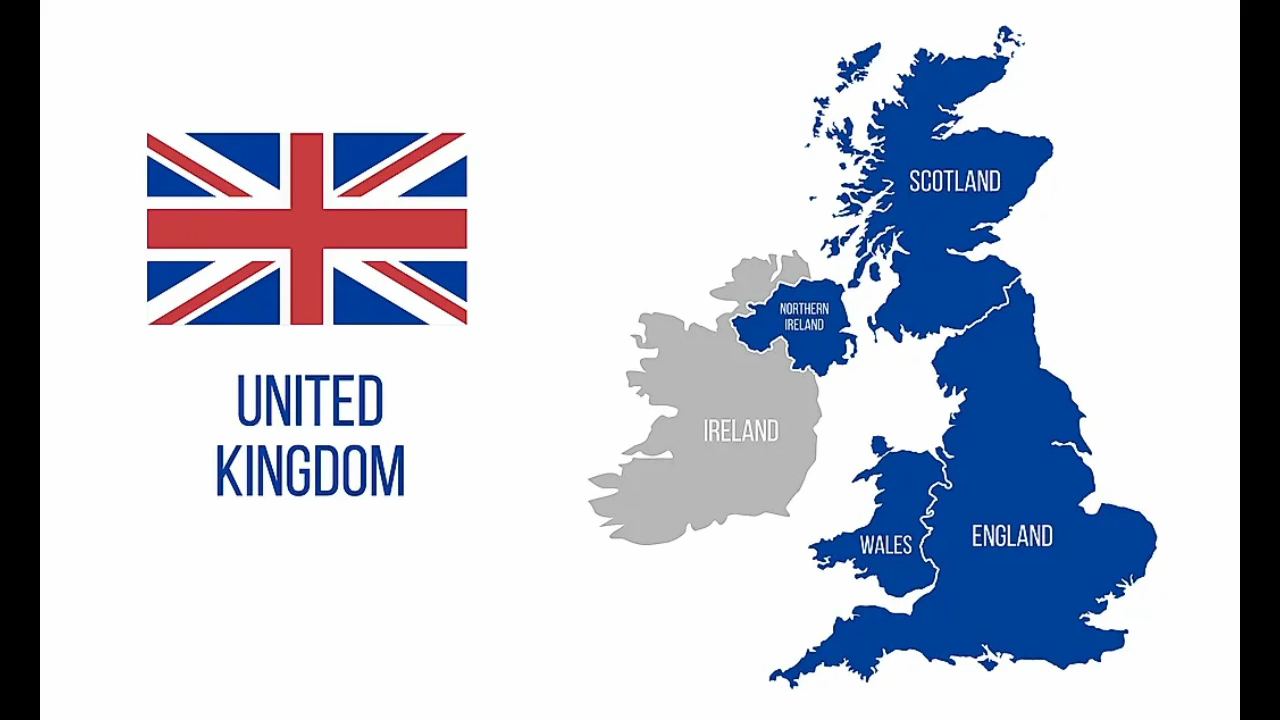 UNITED
KINGDOM
SCOTLAND
NORTHERN
IRELAND
IRELAND
WALES
ENGLAND